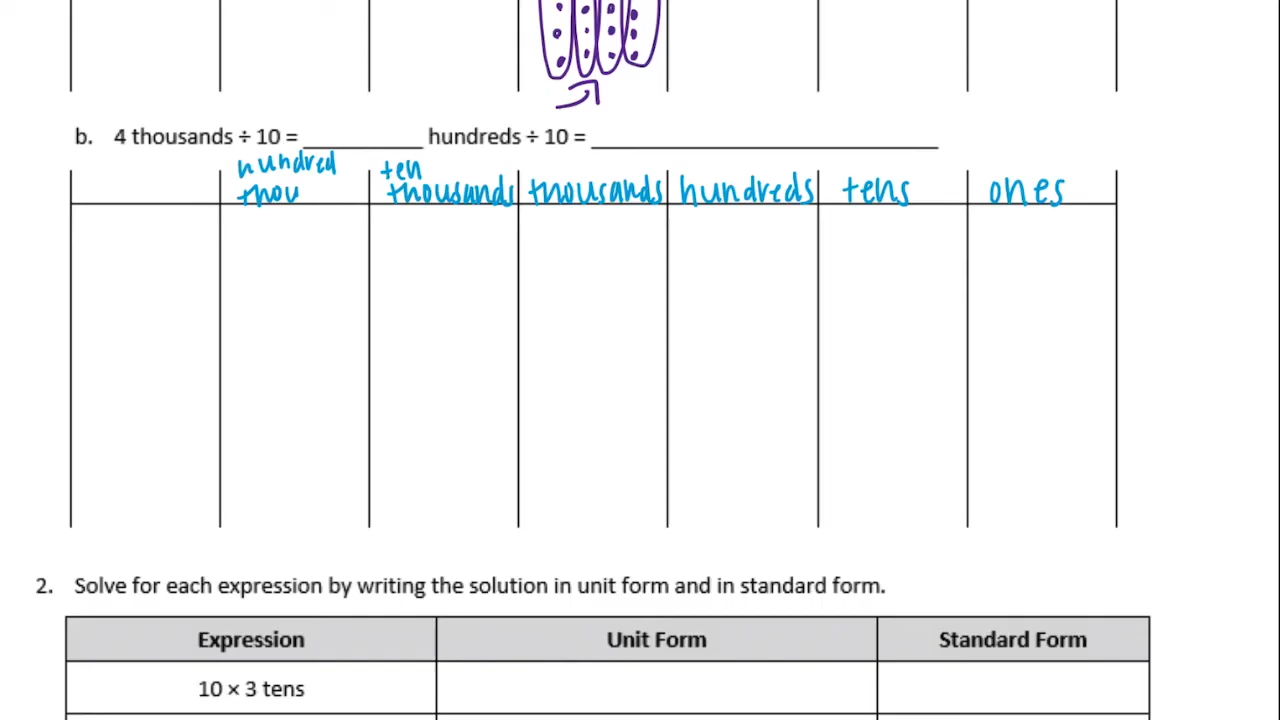 b. 4 thousands ÷ 10 = __________ hundreds ÷ 10 = ______________________________
hundred thou
ten thousands
thousands
hundreds
tens
ones
2. Solve for each expression by writing the solution in unit form and in standard form.
Expression Unit Form Standard Form
10 × 3 tens